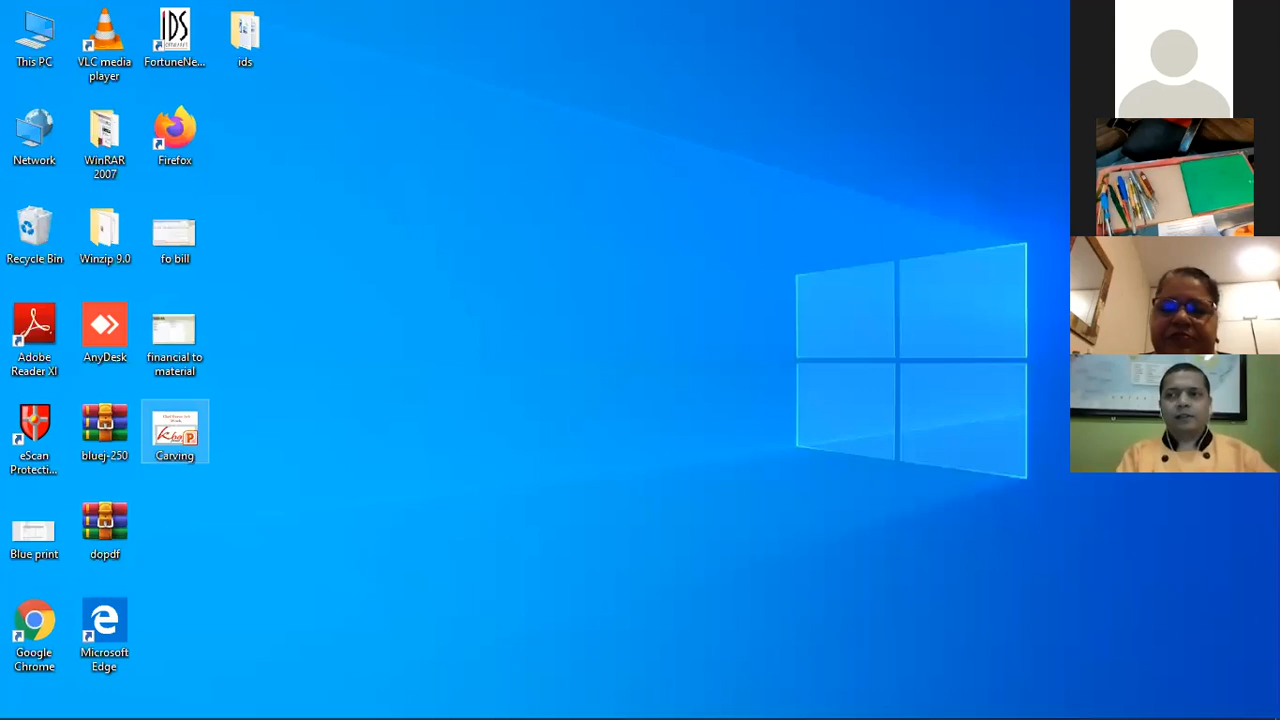 This PC
VLC media
player
FortuneNe...
IDS
ids
Network
WinRAR
2007
Firefox
Recycle Bin
Winzip 9.0
fo bill
Adobe
Reader XI
AnyDesk
financial to
material
eScan
Protecti...
bluej-250
Carving
Blue print
dopdf
Google
Chrome
Microsoft
Edge